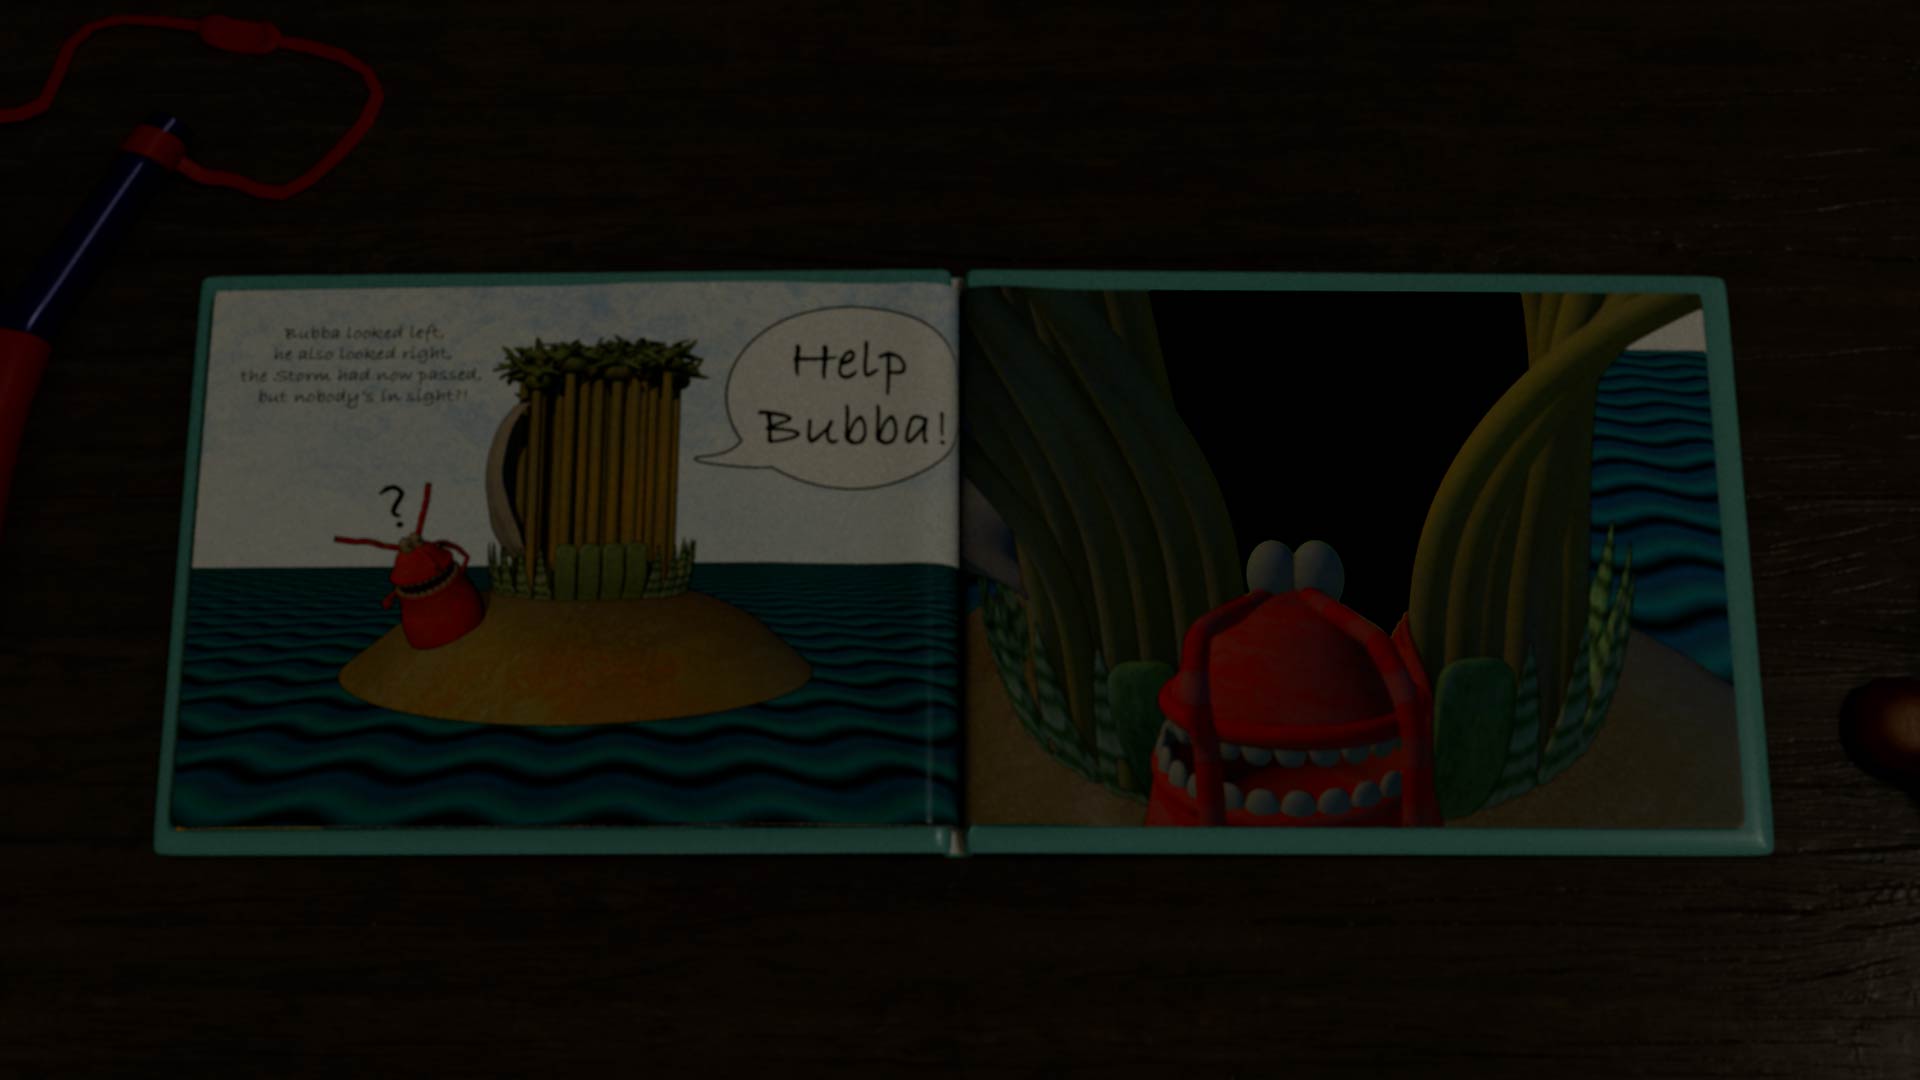 Bubba looked left,
he also looked right,
the Storm had now passed,
but nobody's in sight?!
Help
Bubba!
?